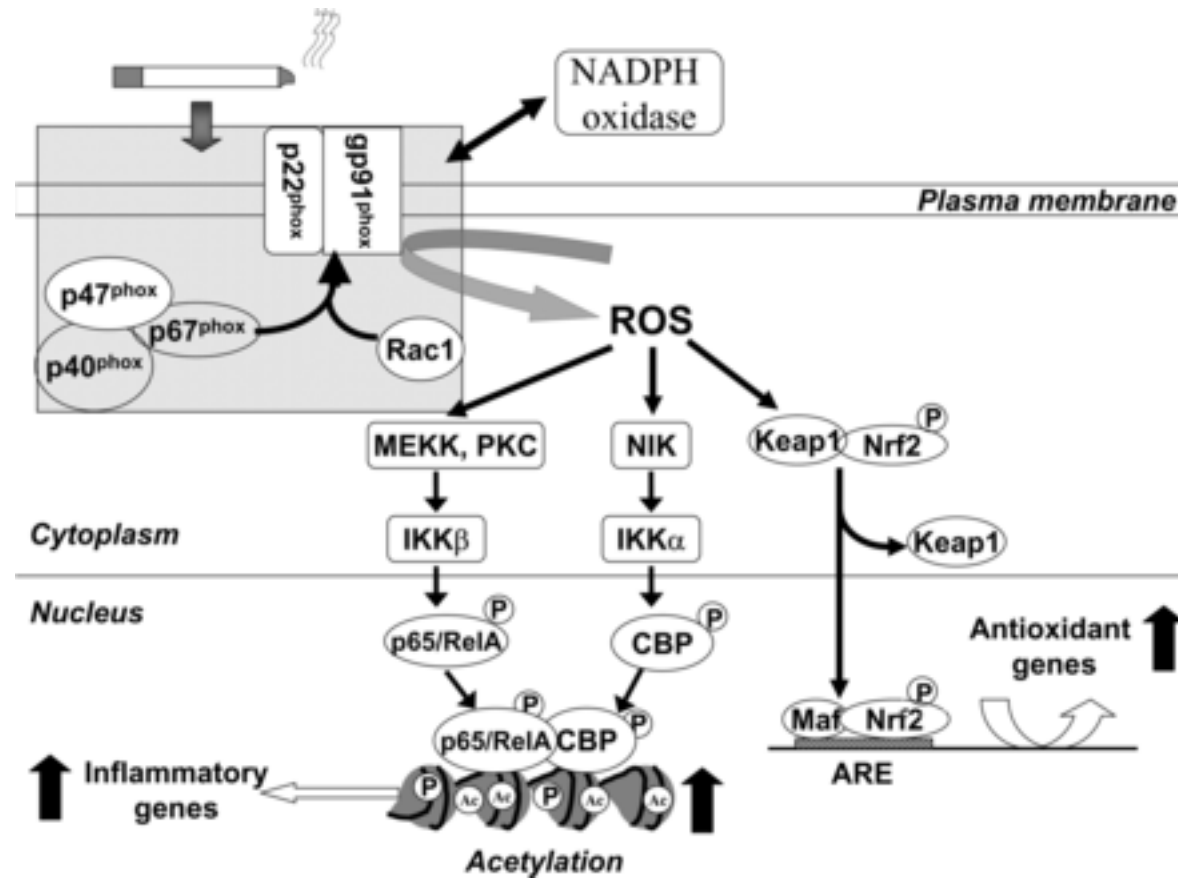 NADPH
oxidase
p22phox
gp91phox
Plasma membrane
p47phox
p67phox
p40phox
Rac1
ROS
MEKK, PKC
NIK
Keap1
Nrf2
P
Cytoplasm
IKKβ
IKKα
Keap1
Nucleus
P
p65/RelA
P
CBP
Antioxidant
genes
P
p65/RelA
P
CBP
Maf
Nrf2
P
ARE
Inflammatory
genes
P
Ac
Ac
P
Ac
Ac
Acetylation